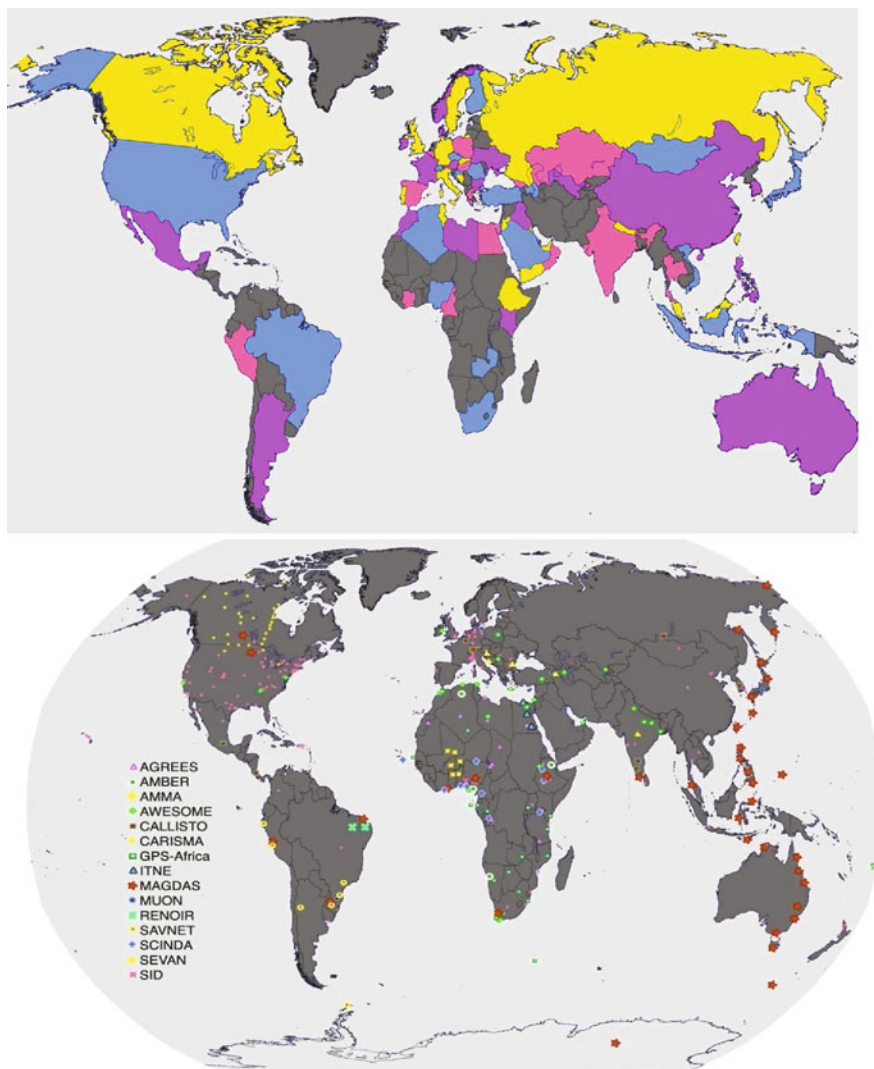 AGREES
AMBER
AMMA
AWESOME
CALLISTO
CARISMA
GPS-Africa
ITNE
MAGDAS
MUON
RENOIR
SAVNET
SCINDA
SEVAN
SID